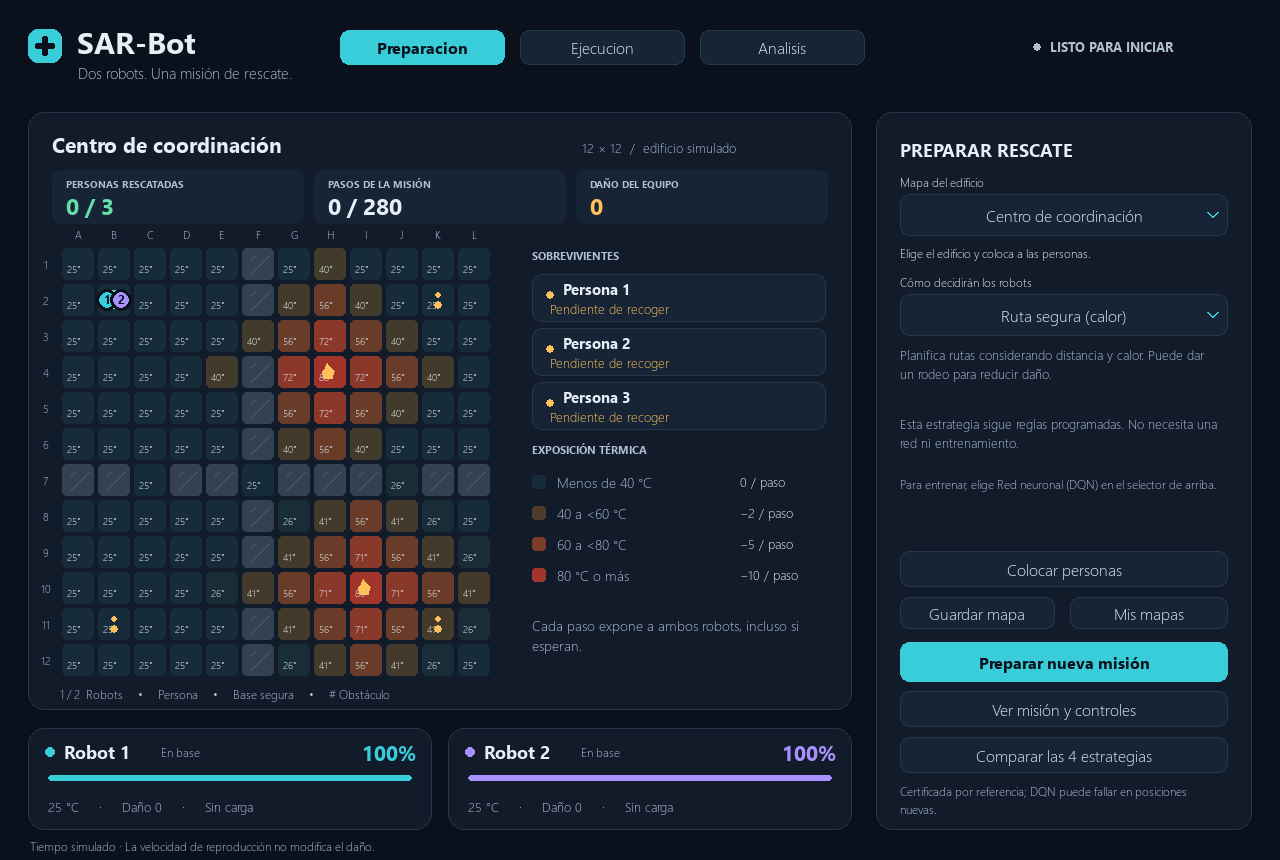 SAR-Bot
Dos robots. Una misión de rescate.
Preparacion
Ejecucion
Analisis
LISTO PARA INICIAR
Centro de coordinación
12 × 12 / edificio simulado
PERSONAS RESCATADAS
0 / 3
PASOS DE LA MISIÓN
0 / 280
DAÑO DEL EQUIPO
0
A B C D E F G H I J K L
1 25° 25° 25° 25° 25° 25° 40° 25° 25° 25° 25°
2 25° 1 2 25° 25° 25° 40° 56° 40° 25° 25°
3 25° 25° 25° 25° 25° 40° 56° 72° 56° 40° 25° 25°
4 25° 25° 25° 25° 40° 72° 72° 56° 40° 25°
5 25° 25° 25° 25° 25° 56° 72° 56° 40° 25° 25°
6 25° 25° 25° 25° 25° 40° 56° 40° 25° 25° 25°
7 25° 25° 26°
8 25° 25° 25° 25° 25° 26° 41° 56° 41° 26° 25°
9 25° 25° 25° 25° 25° 41° 56° 71° 56° 41° 26°
10 25° 25° 25° 25° 25° 41° 56° 71° 71° 56° 41°
11 25° 25° 25° 25° 41° 56° 71° 56° 26°
12 25° 25° 25° 25° 25° 26° 41° 56° 41° 26° 25°
1 / 2 Robots • Persona • Base segura • # Obstáculo
SOBREVIVIENTES
Persona 1
Pendiente de recoger
Persona 2
Pendiente de recoger
Persona 3
Pendiente de recoger
EXPOSICIÓN TÉRMICA
Menos de 40 °C 0 / paso
40 a <60 °C −2 / paso
60 a <80 °C −5 / paso
80 °C o más −10 / paso
Cada paso expone a ambos robots, incluso si
esperan.
Robot 1 En base 100%
25 °C · Daño 0 · Sin carga
Robot 2 En base 100%
25 °C · Daño 0 · Sin carga
Tiempo simulado · La velocidad de reproducción no modifica el daño.
PREPARAR RESCATE
Mapa del edificio
Centro de coordinación
Elige el edificio y coloca a las personas.
Cómo decidirán los robots
Ruta segura (calor)
Planifica rutas considerando distancia y calor. Puede dar
un rodeo para reducir daño.
Esta estrategia sigue reglas programadas. No necesita una
red ni entrenamiento.
Para entrenar, elige Red neuronal (DQN) en el selector de arriba.
Colocar personas
Guardar mapa
Mis mapas
Preparar nueva misión
Ver misión y controles
Comparar las 4 estrategias
Certificada por referencia; DQN puede fallar en posiciones
nuevas.